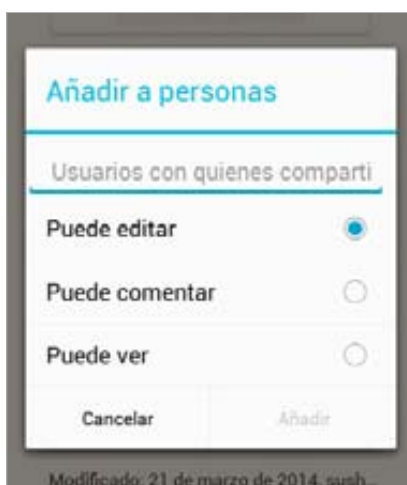 Añadir a personas
Usuarios con quienes comparti
Puede editar
Puede comentar
Puede ver
Cancelar Añadir
Modificado: 21 de marzo de 2014, sush...